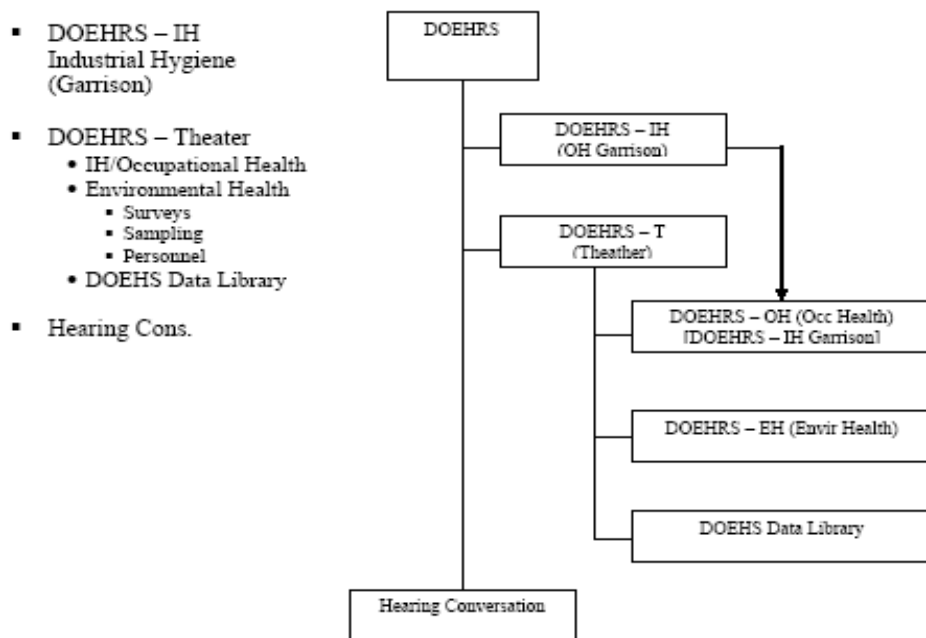 ▪ DOEHRS – IH
Industrial Hygiene
(Garrison)
▪ DOEHRS – Theater
• IH/Occupational Health
• Environmental Health
▪ Surveys
▪ Sampling
▪ Personnel
• DOEHS Data Library
▪ Hearing Cons.
DOEHRS
DOEHRS – IH
(OH Garrison)
DOEHRS – T
(Theather)
DOEHRS – OH (Occ Health)
[DOEHRS – IH Garrison]
DOEHRS – EH (Envir Health)
DOEHS Data Library
Hearing Conversation